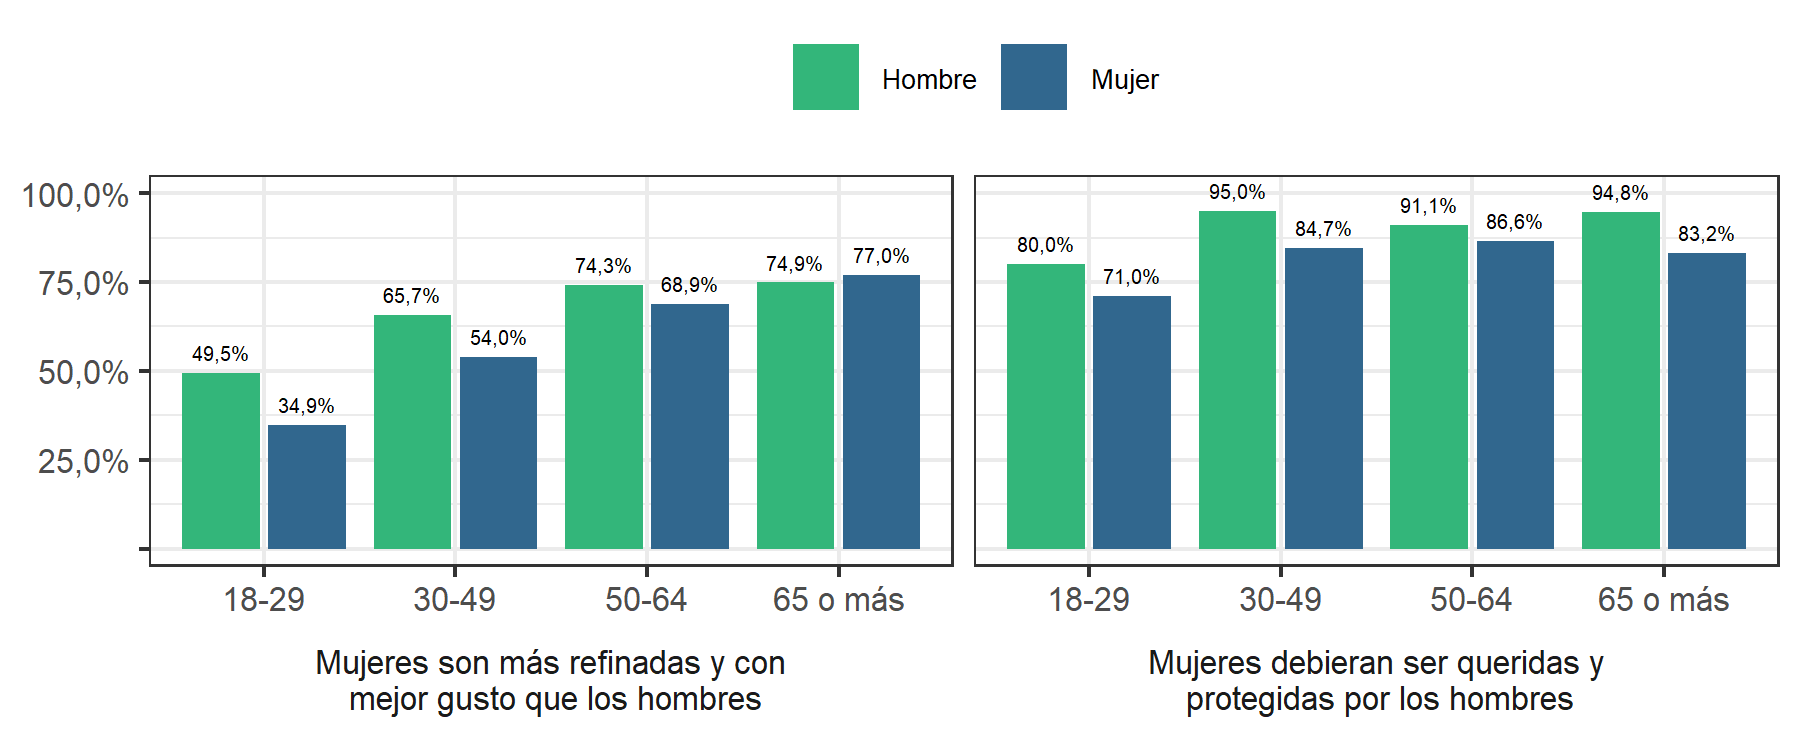 Hombre Mujer
100,0%
75,0%
50,0%
25,0%
49,5%
34,9%
65,7%
54,0%
74,3%
68,9%
74,9%
77,0%
18-29 30-49 50-64 65 o más
Mujeres son más refinadas y con
mejor gusto que los hombres
80,0%
71,0%
95,0%
84,7%
91,1%
86,6%
94,8%
83,2%
18-29 30-49 50-64 65 o más
Mujeres debieran ser queridas y
protegidas por los hombres